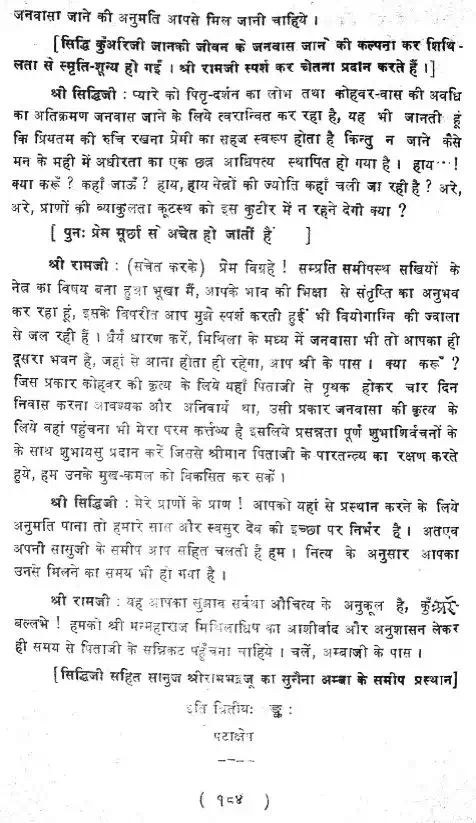 जनवासा जाने की अनुमति आपसे मिल जानी चाहिये ।
[सिद्धि कुँअरिजी जानकी जीवन के जनवास जाने की कल्पना कर शिथि-
लता से स्मृति-शून्य हो गईं । श्री रामजी स्पर्श कर चेतना प्रदान करते हैं ।]
श्री सिद्धिजी : प्यारे को पितृ-दर्शन का लोभ तथा कोहवर-वास की अवधि
का अतिक्रमण जनवास जाने के लिये त्वरान्वित कर रहा है, यह भी जानती हूं
कि प्रियतम की रुचि रखना प्रेमी का सहज स्वरूप होता है किन्तु न जाने कैसे
मन के मही में अधीरता का एक छत्र आधिपत्य स्थापित हो गया है । हाय…!
क्या करूँ ? कहाँ जाऊँ ? हाय, हाय नेत्रों की ज्योति कहाँ चली जा रही है ? अरे,
अरे, प्राणों की व्याकुलता कूटस्थ को इस कुटीर में न रहने देगी क्या ?
[ पुनः प्रेम मूर्छा से अचेत हो जातीं हैं ]
श्री रामजी : (सचेत करके) प्रेम विग्रहे ! सम्प्रति समीपस्थ सखियों के
नेत्र का विषय बना हुआ भूखा मैं, आपके भाव की भिक्षा से संतृप्ति का अनुभव
कर रहा हूं, इसके विपरीत आप मुझे स्पर्श करती हुईं भी वियोगाग्नि की ज्वाला
से जल रही हैं । धैर्य धारण करें, मिथिला के मध्य में जनवासा भी तो आपका ही
दूसरा भवन है, जहां से आना होता ही रहेगा, आप श्री के पास । क्या करूँ ?
जिस प्रकार कोहवर की कृत्य के लिये यहाँ पिताजी से पृथक होकर चार दिन
निवास करना आवश्यक और अनिवार्य था, उसी प्रकार जनवासा की कृत्य के
लिये वहां पहुंचना भी मेरा परम कर्त्तव्य है इसलिये प्रसन्नता पूर्ण शुभाशिर्वचनों के
के साथ शुभायसु प्रदान करें जिससे श्रीमान पिताजी के पारतन्त्र्य का रक्षण करते
हुये, हम उनके मुख-कमल को विकसित कर सकें ।
श्री सिद्धिजी : मेरे प्राणों के प्राण ! आपको यहां से प्रस्थान करने के लिये
अनुमति पाना तो हमारे सास और स्वसुर देव की इच्छा पर निर्भर है । अतएव
अपनी सासुजी के समीप आप सहित चलती हैं हम । नित्य के अनुसार आपका
उनसे मिलने का समय भी हो गया है ।
श्री रामजी : यह आपका सुझाव सर्वथा औचित्य के अनुकूल है, कुँअरि
बल्लभे ! हमको श्री मन्महाराज मिथिलाधिप का आशीर्वाद और अनुशासन लेकर
ही समय से पिताजी के सन्निकट पहुँचना चाहिये । चलें, अम्बाजी के पास ।
[सिद्धिजी सहित सानुज श्रीरामभद्रजू का सुनैना अम्बा के समीप प्रस्थान]
इति द्वितीयः ङ्क :
पटाक्षेप
----
( १८४ )